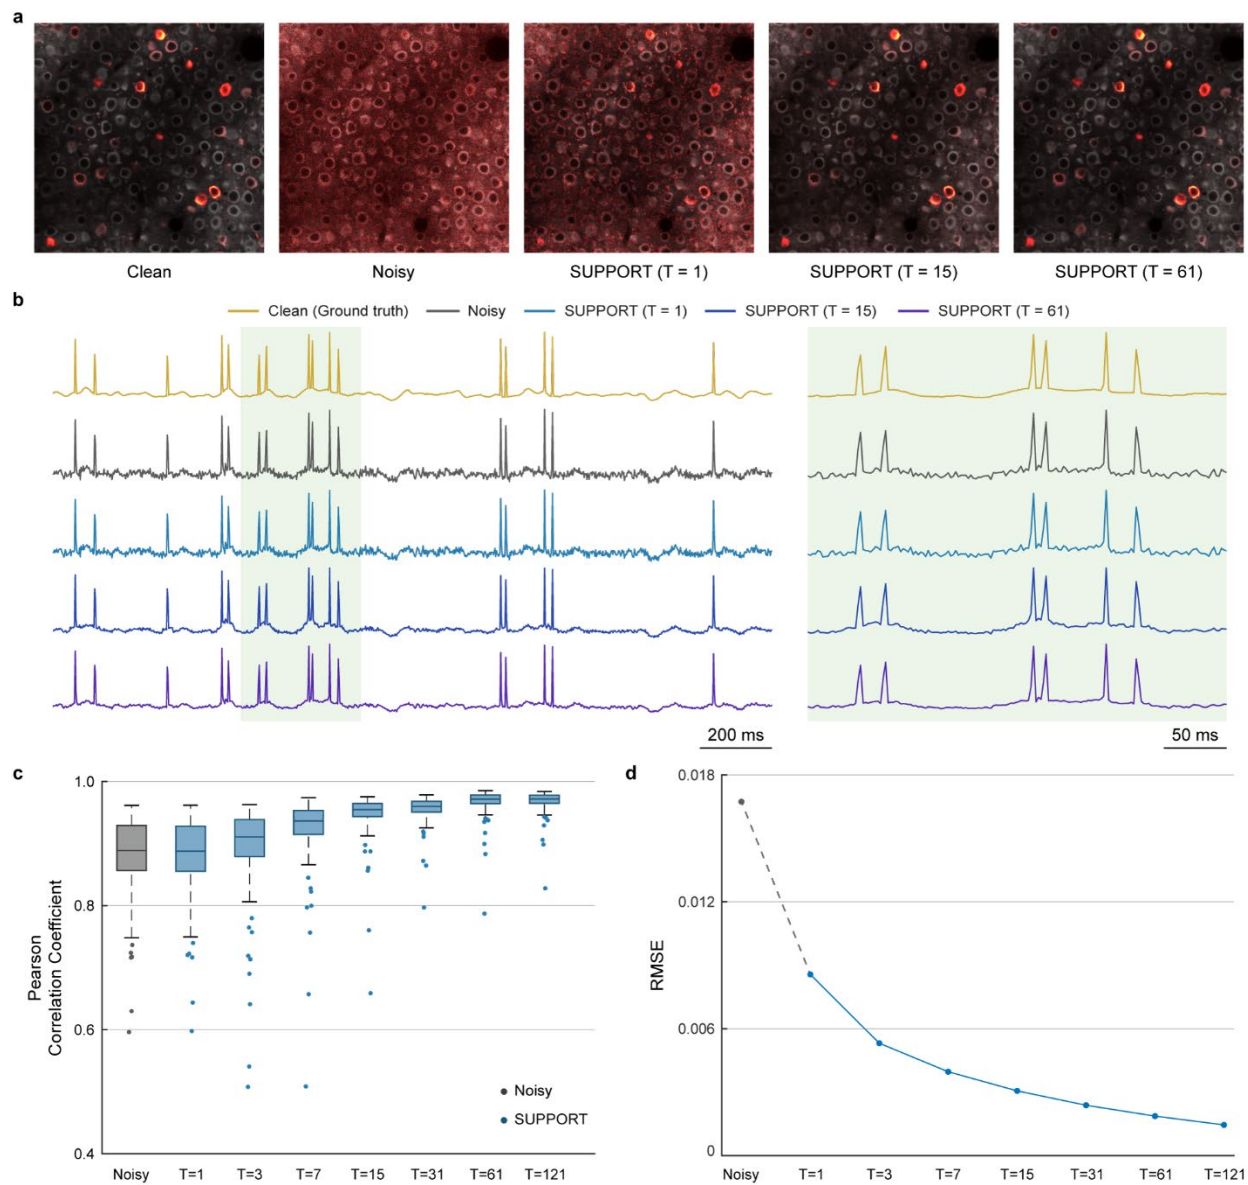 a
Clean
Noisy
SUPPORT (T = 1)
SUPPORT (T = 15)
SUPPORT (T = 61)
b
Clean (Ground truth)
Noisy
SUPPORT (T = 1)
SUPPORT (T = 15)
SUPPORT (T = 61)
200 ms
50 ms
c
Pearson
Correlation Coefficient
1.0
0.8
0.6
0.4
Noisy
SUPPORT
Noisy
T=1
T=3
T=7
T=15
T=31
T=61
T=121
d
RMSE
0.018
0.012
0.006
0
Noisy
T=1
T=3
T=7
T=15
T=31
T=61
T=121